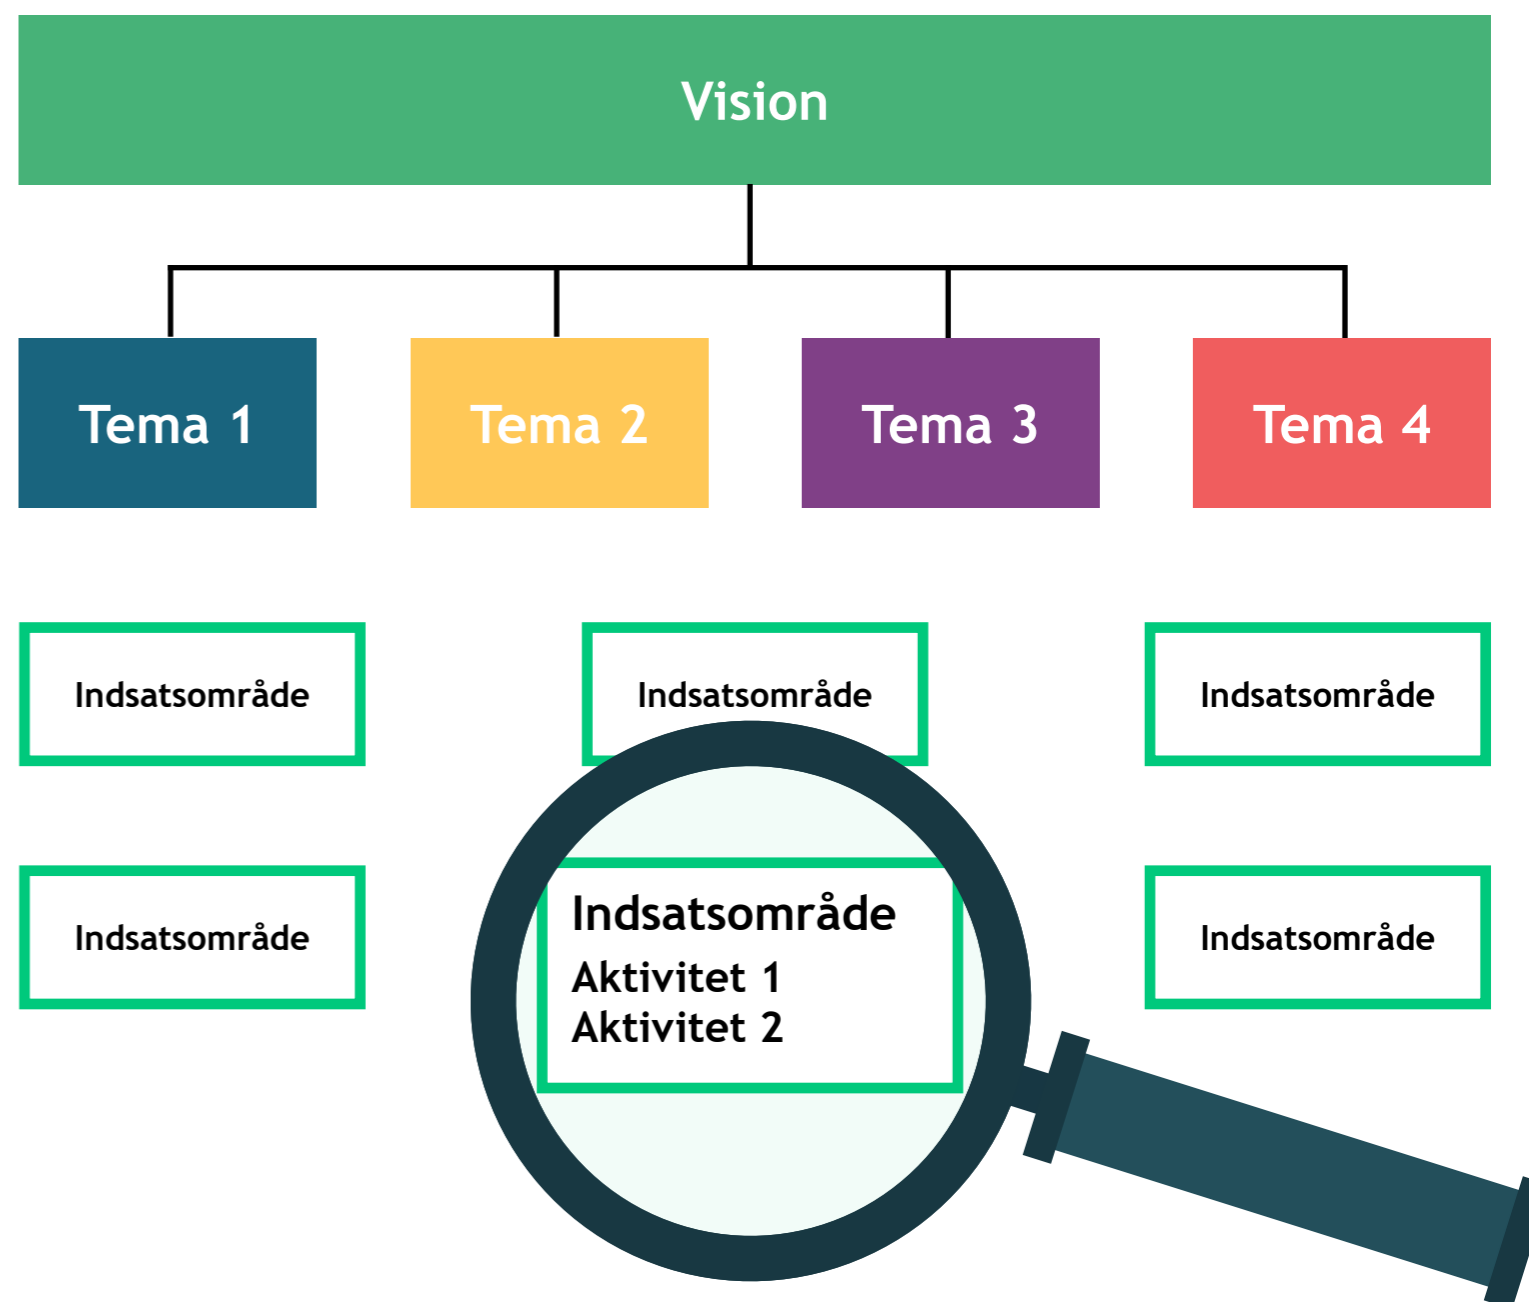 Vision
Tema 1
Tema 2
Tema 3
Tema 4
Indsatsområde
Indsatsområde
Indsatsområde
Indsatsområde
Indsatsområde
Aktivitet 1
Aktivitet 2
Indsatsområde